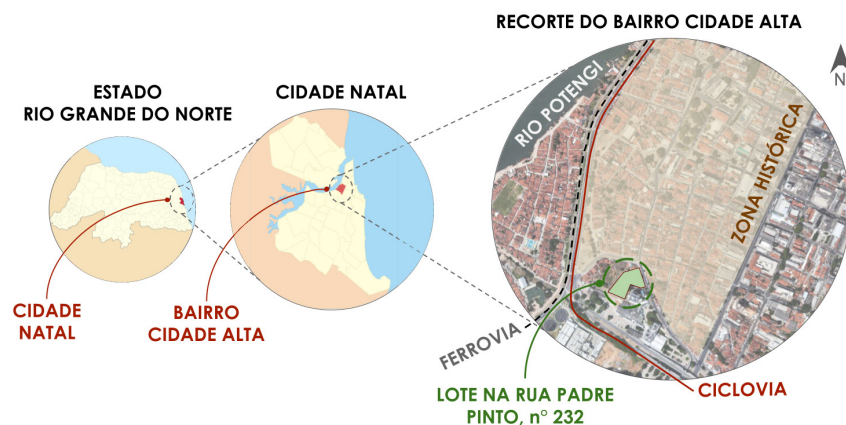 RECORTE DO BAIRRO CIDADE ALTA
ESTADO
RIO GRANDE DO NORTE
CIDADE NATAL
RIO POTENGI
ZONA HISTÓRICA
N
CIDADE
NATAL
BAIRRO
CIDADE ALTA
FERROVIA
LOTE NA RUA PADRE
PINTO, n° 232
CICLOVIA